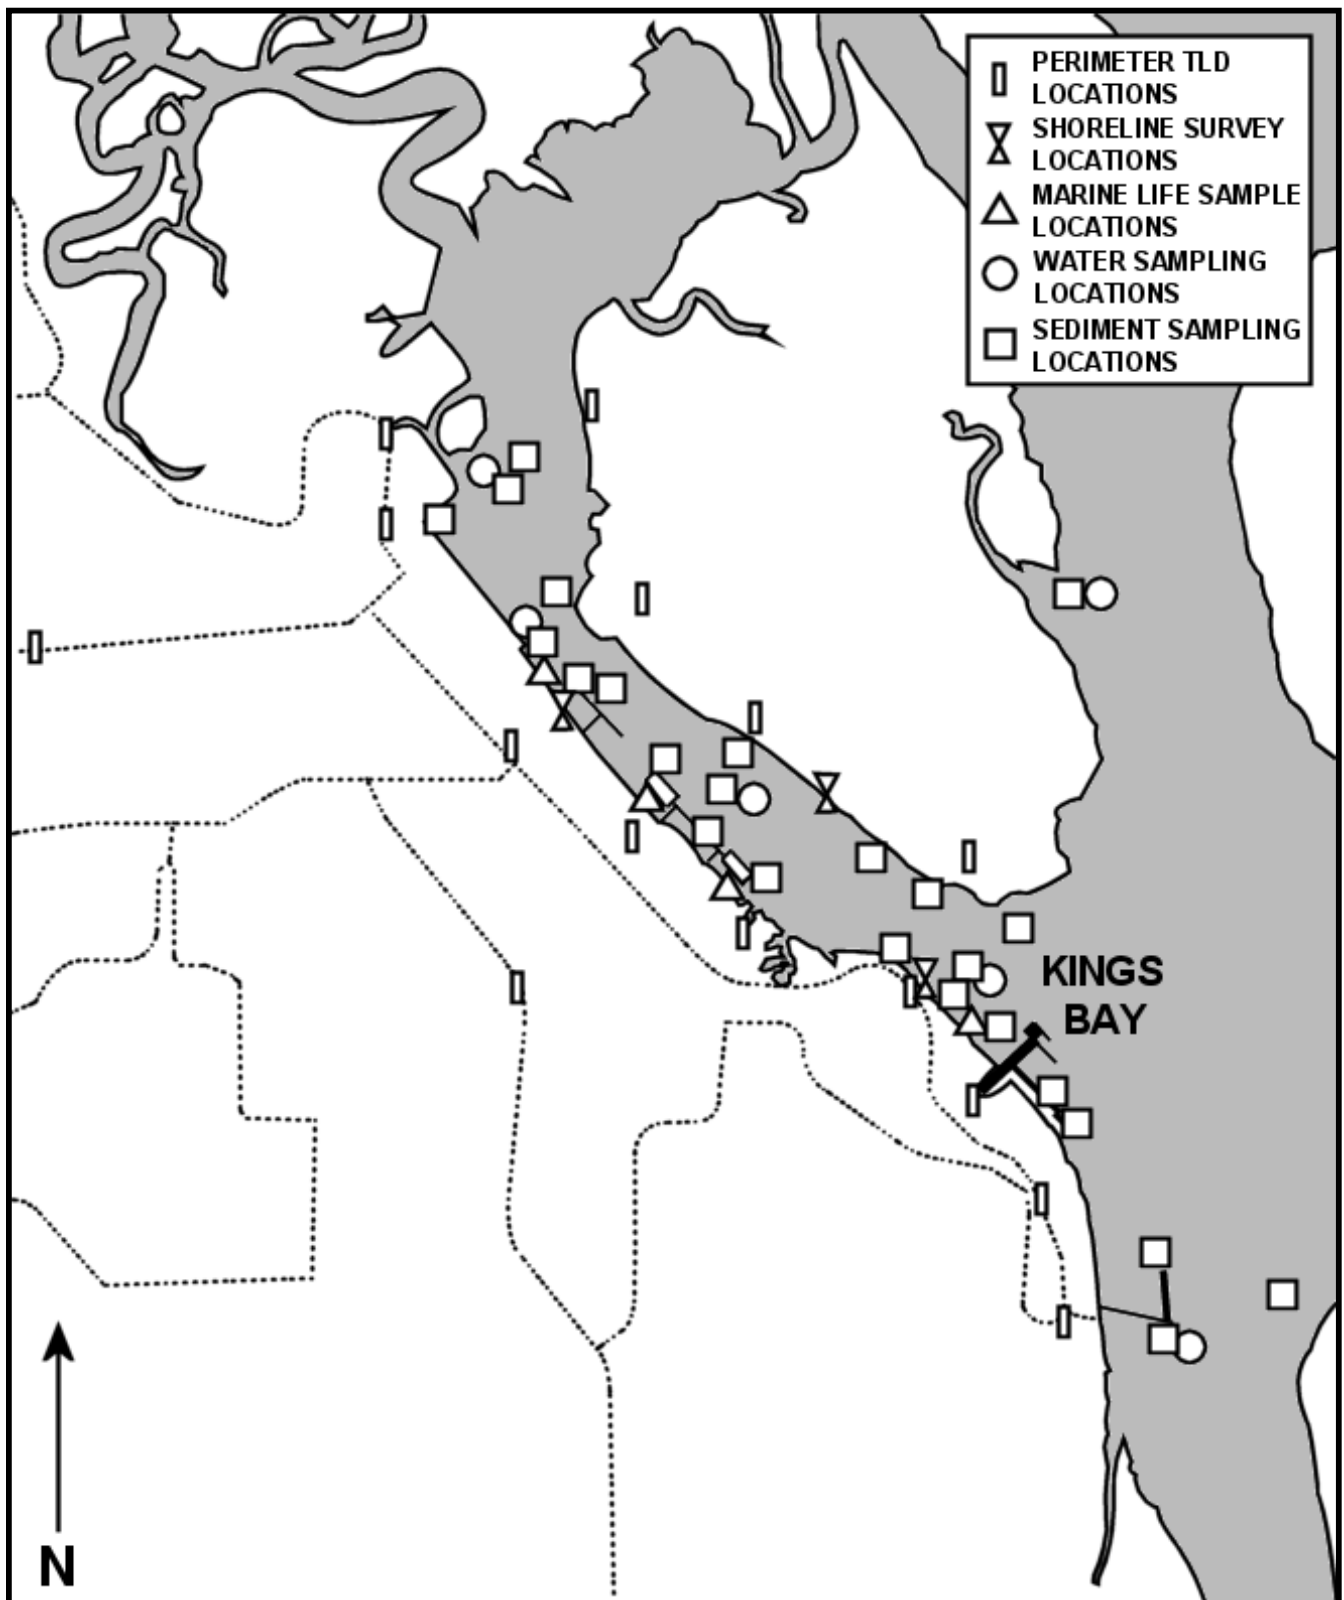 PERIMETER TLD
LOCATIONS
SHORELINE SURVEY
LOCATIONS
MARINE LIFE SAMPLE
LOCATIONS
WATER SAMPLING
LOCATIONS
SEDIMENT SAMPLING
LOCATIONS
KINGS
BAY
N